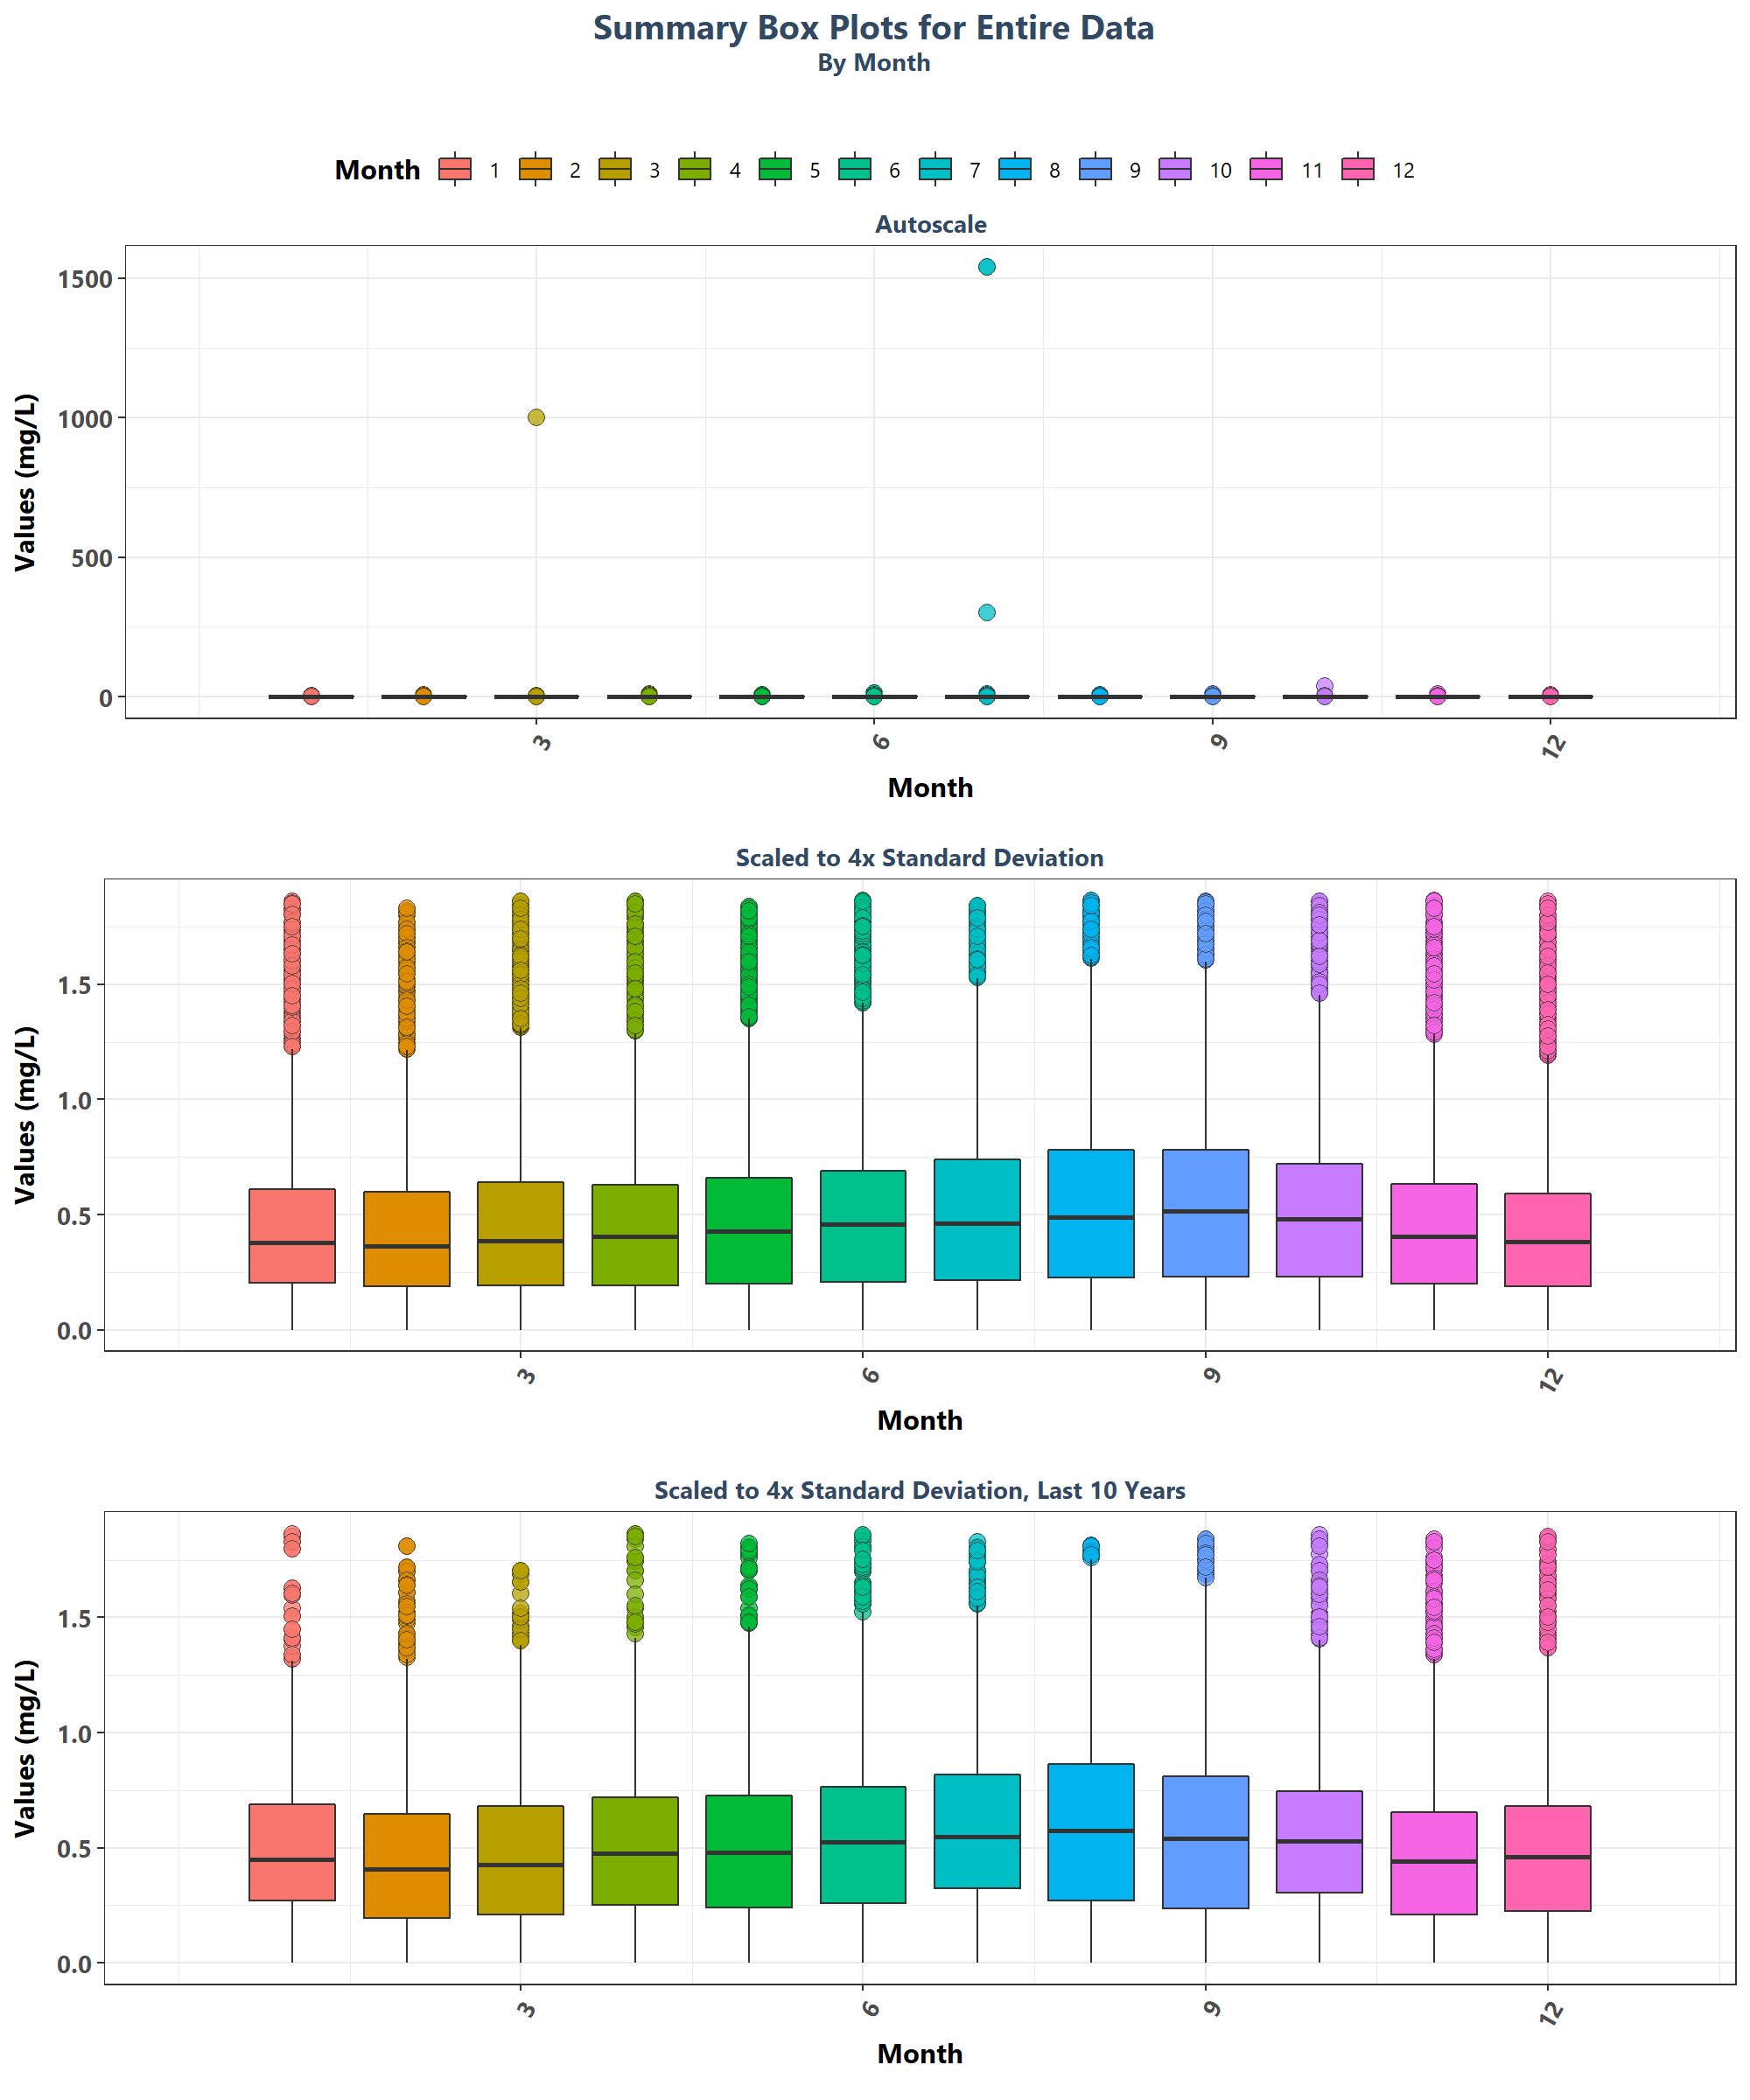 Summary Box Plots for Entire Data
By Month
Month 1 2 3 4 5 6 7 8 9 10 11 12
Autoscale
Values (mg/L)
1500
1000
500
0
3 6 9 12
Month
Scaled to 4x Standard Deviation
Values (mg/L)
1.5
1.0
0.5
0.0
3 6 9 12
Month
Scaled to 4x Standard Deviation, Last 10 Years
Values (mg/L)
1.5
1.0
0.5
0.0
3 6 9 12
Month